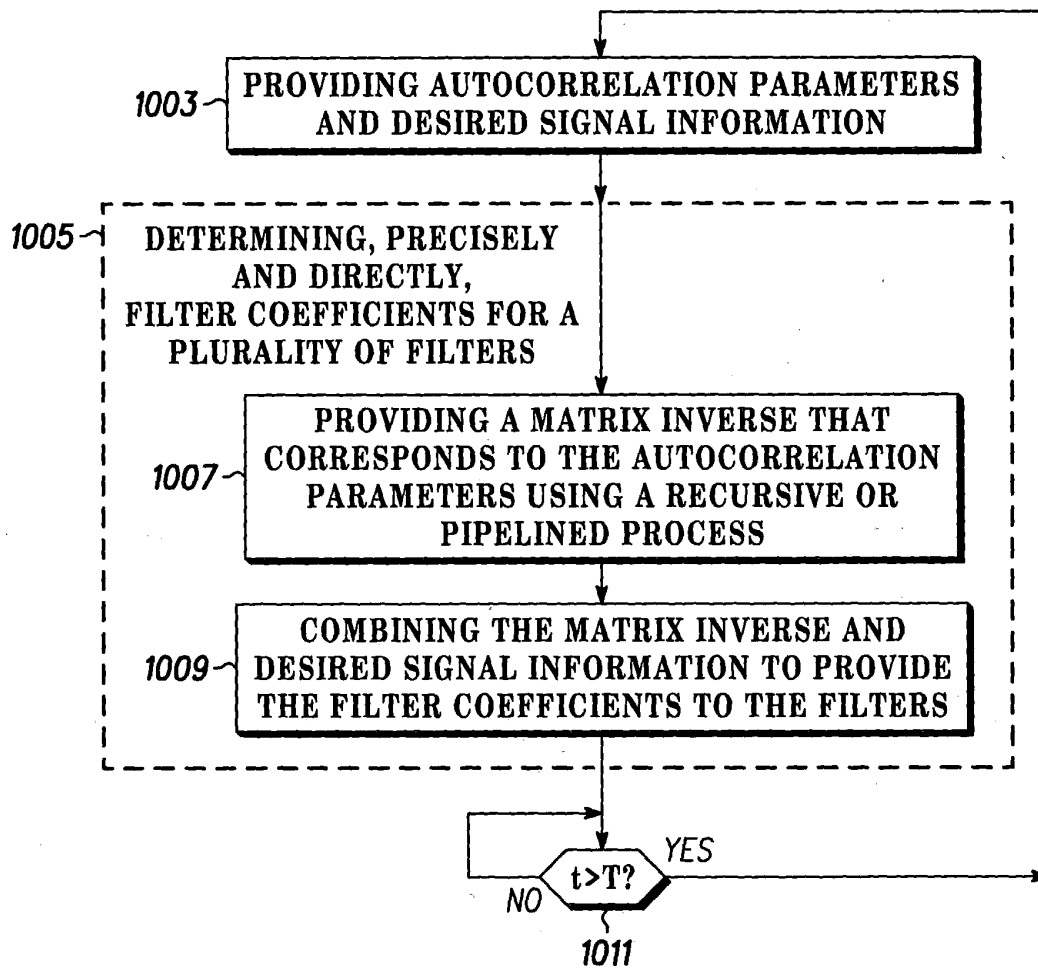 1003
PROVIDING AUTOCORRELATION PARAMETERS
AND DESIRED SIGNAL INFORMATION
1005
DETERMINING, PRECISELY
AND DIRECTLY,
FILTER COEFFICIENTS FOR A
PLURALITY OF FILTERS
1007
PROVIDING A MATRIX INVERSE THAT
CORRESPONDS TO THE AUTOCORRELATION
PARAMETERS USING A RECURSIVE OR
PIPELINED PROCESS
1009
COMBINING THE MATRIX INVERSE AND
DESIRED SIGNAL INFORMATION TO PROVIDE
THE FILTER COEFFICIENTS TO THE FILTERS
t>T?
YES
NO
1011